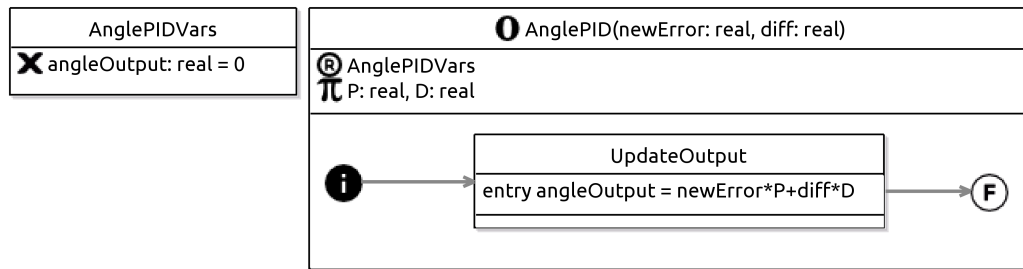 AnglePIDVars
X angleOutput: real = 0
O AnglePID(newError: real, diff: real)
R AnglePIDVars
π P: real, D: real
i
UpdateOutput
entry angleOutput = newError*P+diff*D
F